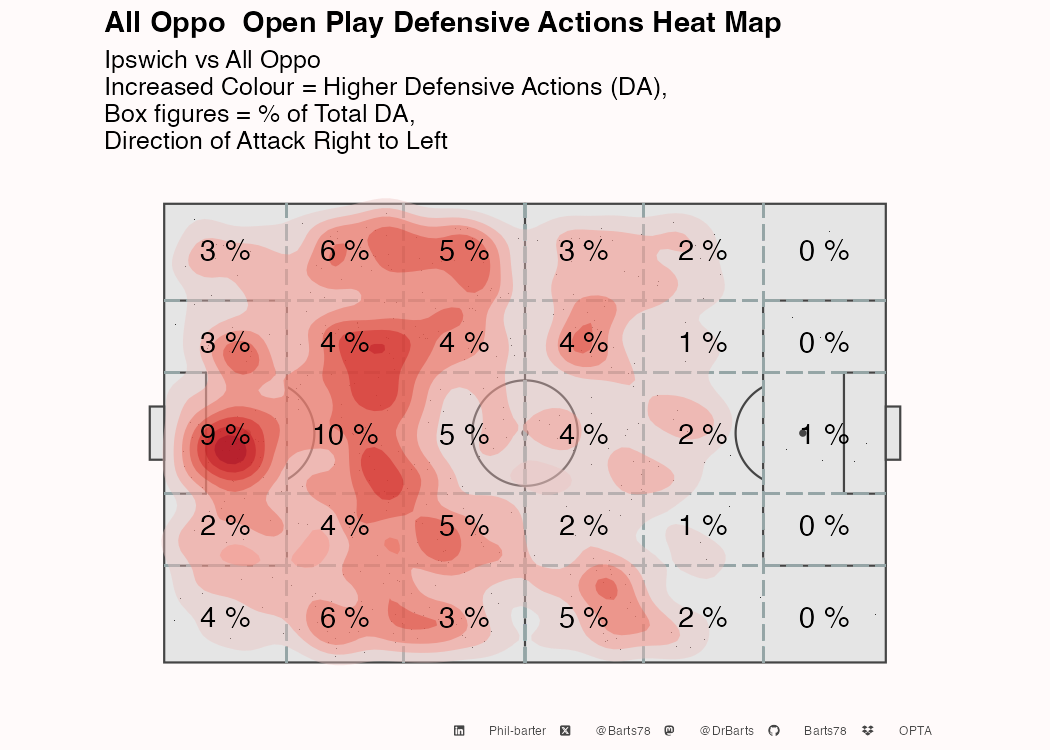 All Oppo  Open Play Defensive Actions Heat Map
Ipswich vs All Oppo
Increased Colour = Higher Defensive Actions (DA),
Box figures = % of Total DA,
Direction of Attack Right to Left
3 % 6 % 5 % 3 % 2 % 0 %
3 % 4 % 4 % 4 % 1 % 0 %
9 % 10 % 5 % 4 % 2 % 1 %
2 % 4 % 5 % 2 % 1 % 0 %
4 % 6 % 3 % 5 % 2 % 0 %
Phil-barter @Barts78 @DrBarts Barts78 OPTA